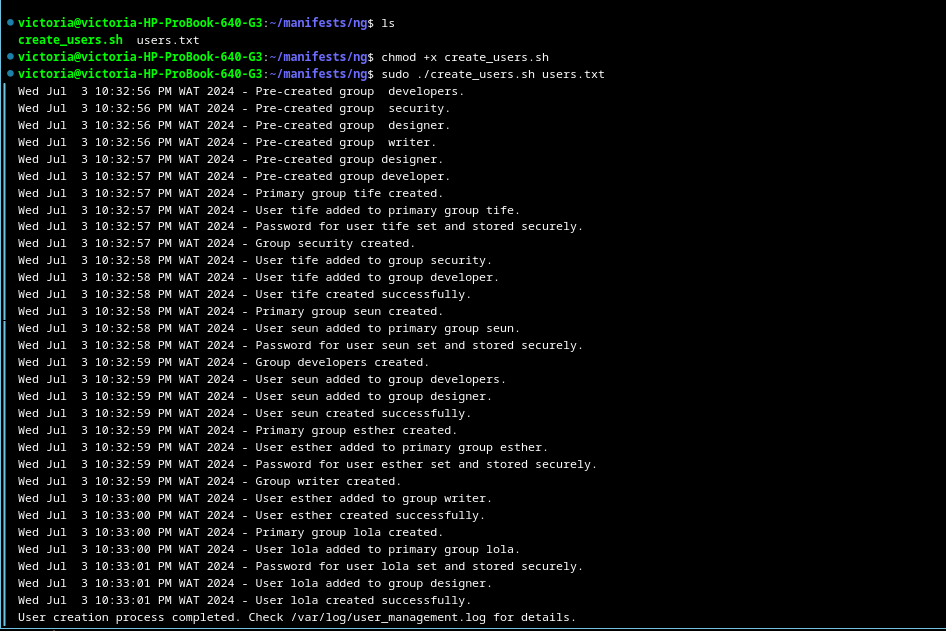 victoria@victoria-HP-ProBook-640-G3:~/manifests/ng$ ls
create_users.sh  users.txt
victoria@victoria-HP-ProBook-640-G3:~/manifests/ng$ chmod +x create_users.sh
victoria@victoria-HP-ProBook-640-G3:~/manifests/ng$ sudo ./create_users.sh users.txt
Wed Jul  3 10:32:56 PM WAT 2024 - Pre-created group  developers.
Wed Jul  3 10:32:56 PM WAT 2024 - Pre-created group  security.
Wed Jul  3 10:32:56 PM WAT 2024 - Pre-created group  designer.
Wed Jul  3 10:32:56 PM WAT 2024 - Pre-created group  writer.
Wed Jul  3 10:32:57 PM WAT 2024 - Pre-created group designer.
Wed Jul  3 10:32:57 PM WAT 2024 - Pre-created group developer.
Wed Jul  3 10:32:57 PM WAT 2024 - Primary group tife created.
Wed Jul  3 10:32:57 PM WAT 2024 - User tife added to primary group tife.
Wed Jul  3 10:32:57 PM WAT 2024 - Password for user tife set and stored securely.
Wed Jul  3 10:32:57 PM WAT 2024 - Group security created.
Wed Jul  3 10:32:58 PM WAT 2024 - User tife added to group security.
Wed Jul  3 10:32:58 PM WAT 2024 - User tife added to group developer.
Wed Jul  3 10:32:58 PM WAT 2024 - User tife created successfully.
Wed Jul  3 10:32:58 PM WAT 2024 - Primary group seun created.
Wed Jul  3 10:32:58 PM WAT 2024 - User seun added to primary group seun.
Wed Jul  3 10:32:58 PM WAT 2024 - Password for user seun set and stored securely.
Wed Jul  3 10:32:59 PM WAT 2024 - Group developers created.
Wed Jul  3 10:32:59 PM WAT 2024 - User seun added to group developers.
Wed Jul  3 10:32:59 PM WAT 2024 - User seun added to group designer.
Wed Jul  3 10:32:59 PM WAT 2024 - User seun created successfully.
Wed Jul  3 10:32:59 PM WAT 2024 - Primary group esther created.
Wed Jul  3 10:32:59 PM WAT 2024 - User esther added to primary group esther.
Wed Jul  3 10:32:59 PM WAT 2024 - Password for user esther set and stored securely.
Wed Jul  3 10:32:59 PM WAT 2024 - Group writer created.
Wed Jul  3 10:33:00 PM WAT 2024 - User esther added to group writer.
Wed Jul  3 10:33:00 PM WAT 2024 - User esther created successfully.
Wed Jul  3 10:33:00 PM WAT 2024 - Primary group lola created.
Wed Jul  3 10:33:00 PM WAT 2024 - User lola added to primary group lola.
Wed Jul  3 10:33:01 PM WAT 2024 - Password for user lola set and stored securely.
Wed Jul  3 10:33:01 PM WAT 2024 - User lola added to group designer.
Wed Jul  3 10:33:01 PM WAT 2024 - User lola created successfully.
User creation process completed. Check /var/log/user_management.log for details.